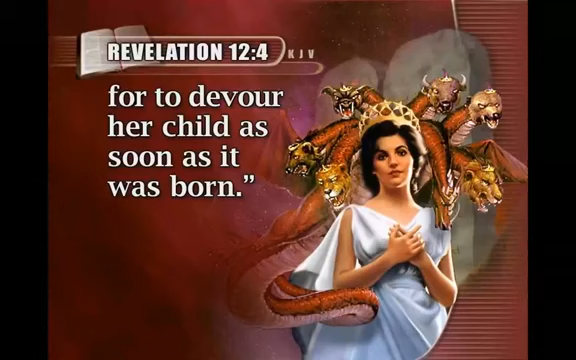 REVELATION 12:4 KJV
for to devour
her child as
soon as it
was born.”